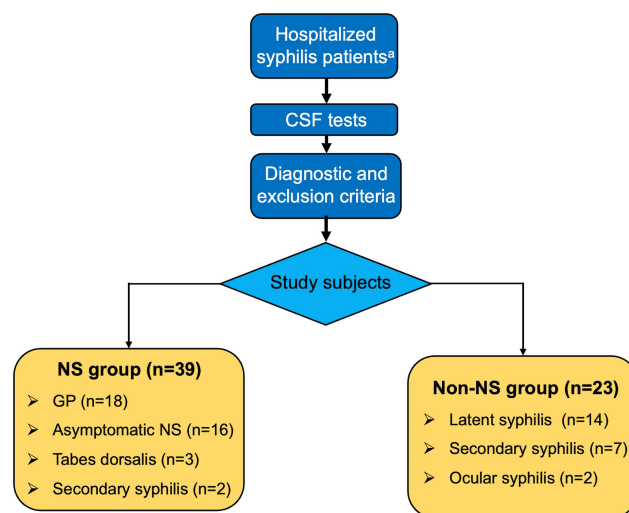 Hospitalized
syphilis patientsᵃ
CSF tests
Diagnostic and
exclusion criteria
Study subjects
NS group (n=39)
➢ GP (n=18)
➢ Asymptomatic NS (n=16)
➢ Tabes dorsalis (n=3)
➢ Secondary syphilis (n=2)
Non-NS group (n=23)
➢ Latent syphilis (n=14)
➢ Secondary syphilis (n=7)
➢ Ocular syphilis (n=2)